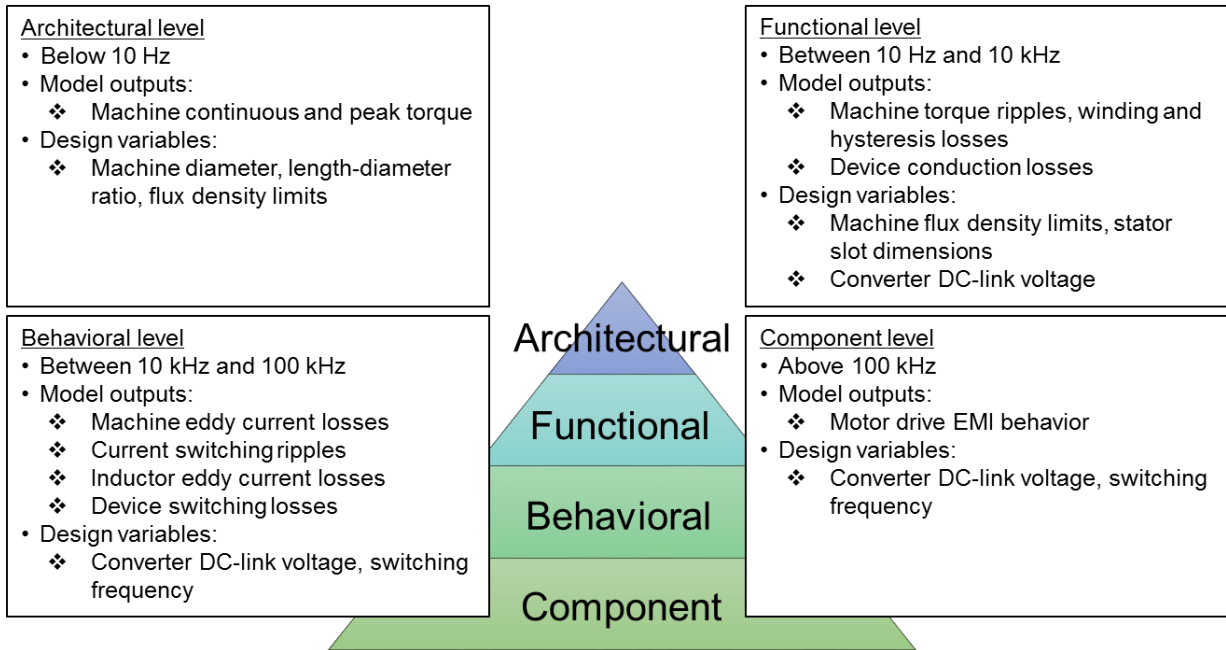 Architectural level
• Below 10 Hz
• Model outputs:
❖ Machine continuous and peak torque
• Design variables:
❖ Machine diameter, length-diameter
ratio, flux density limits
Functional level
• Between 10 Hz and 10 kHz
• Model outputs:
❖ Machine torque ripples, winding and
hysteresis losses
❖ Device conduction losses
• Design variables:
❖ Machine flux density limits, stator
slot dimensions
❖ Converter DC-link voltage
Behavioral level
• Between 10 kHz and 100 kHz
• Model outputs:
❖ Machine eddy current losses
❖ Current switching ripples
❖ Inductor eddy current losses
❖ Device switching losses
• Design variables:
❖ Converter DC-link voltage, switching
frequency
Architectural
Functional
Behavioral
Component
Component level
• Above 100 kHz
• Model outputs:
❖ Motor drive EMI behavior
• Design variables:
❖ Converter DC-link voltage, switching
frequency